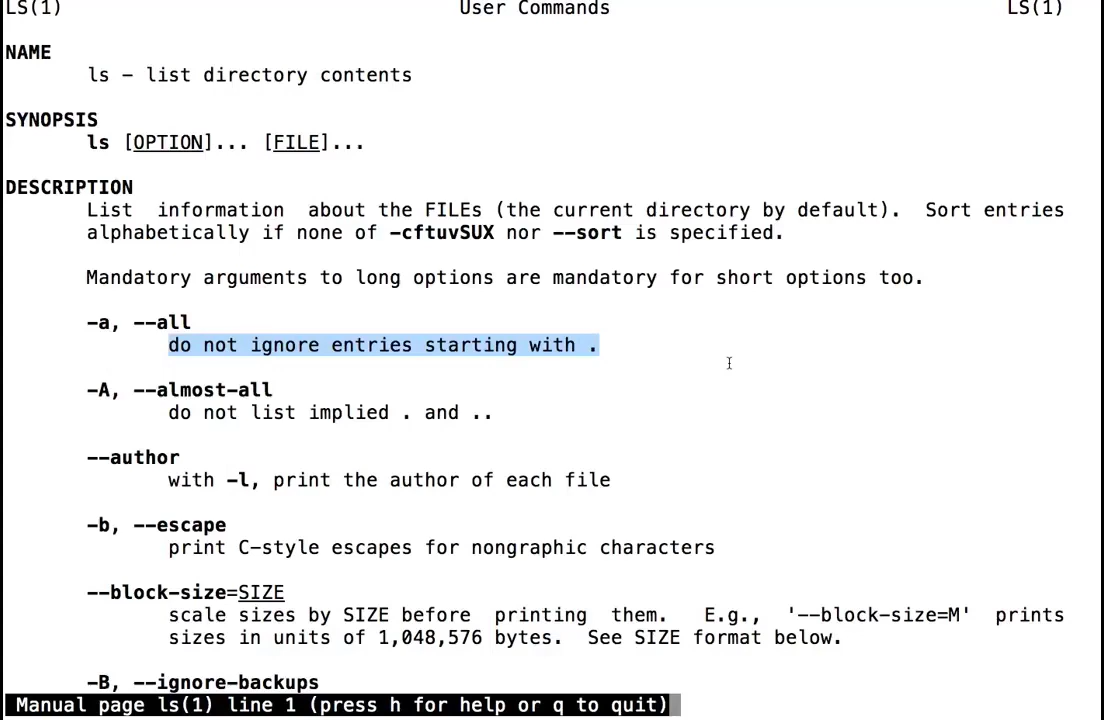 LS(1) User Commands LS(1)
NAME
ls - list directory contents
SYNOPSIS
ls [OPTION]... [FILE]...
DESCRIPTION
List information about the FILEs (the current directory by default). Sort entries
alphabetically if none of -cftuvSUX nor --sort is specified.
Mandatory arguments to long options are mandatory for short options too.
-a, --all
do not ignore entries starting with .
-A, --almost-all
do not list implied . and ..
--author
with -l, print the author of each file
-b, --escape
print C-style escapes for nongraphic characters
--block-size=SIZE
scale sizes by SIZE before printing them. E.g., '--block-size=M' prints
sizes in units of 1,048,576 bytes. See SIZE format below.
-B, --ignore-backups
Manual page ls(1) line 1 (press h for help or q to quit)